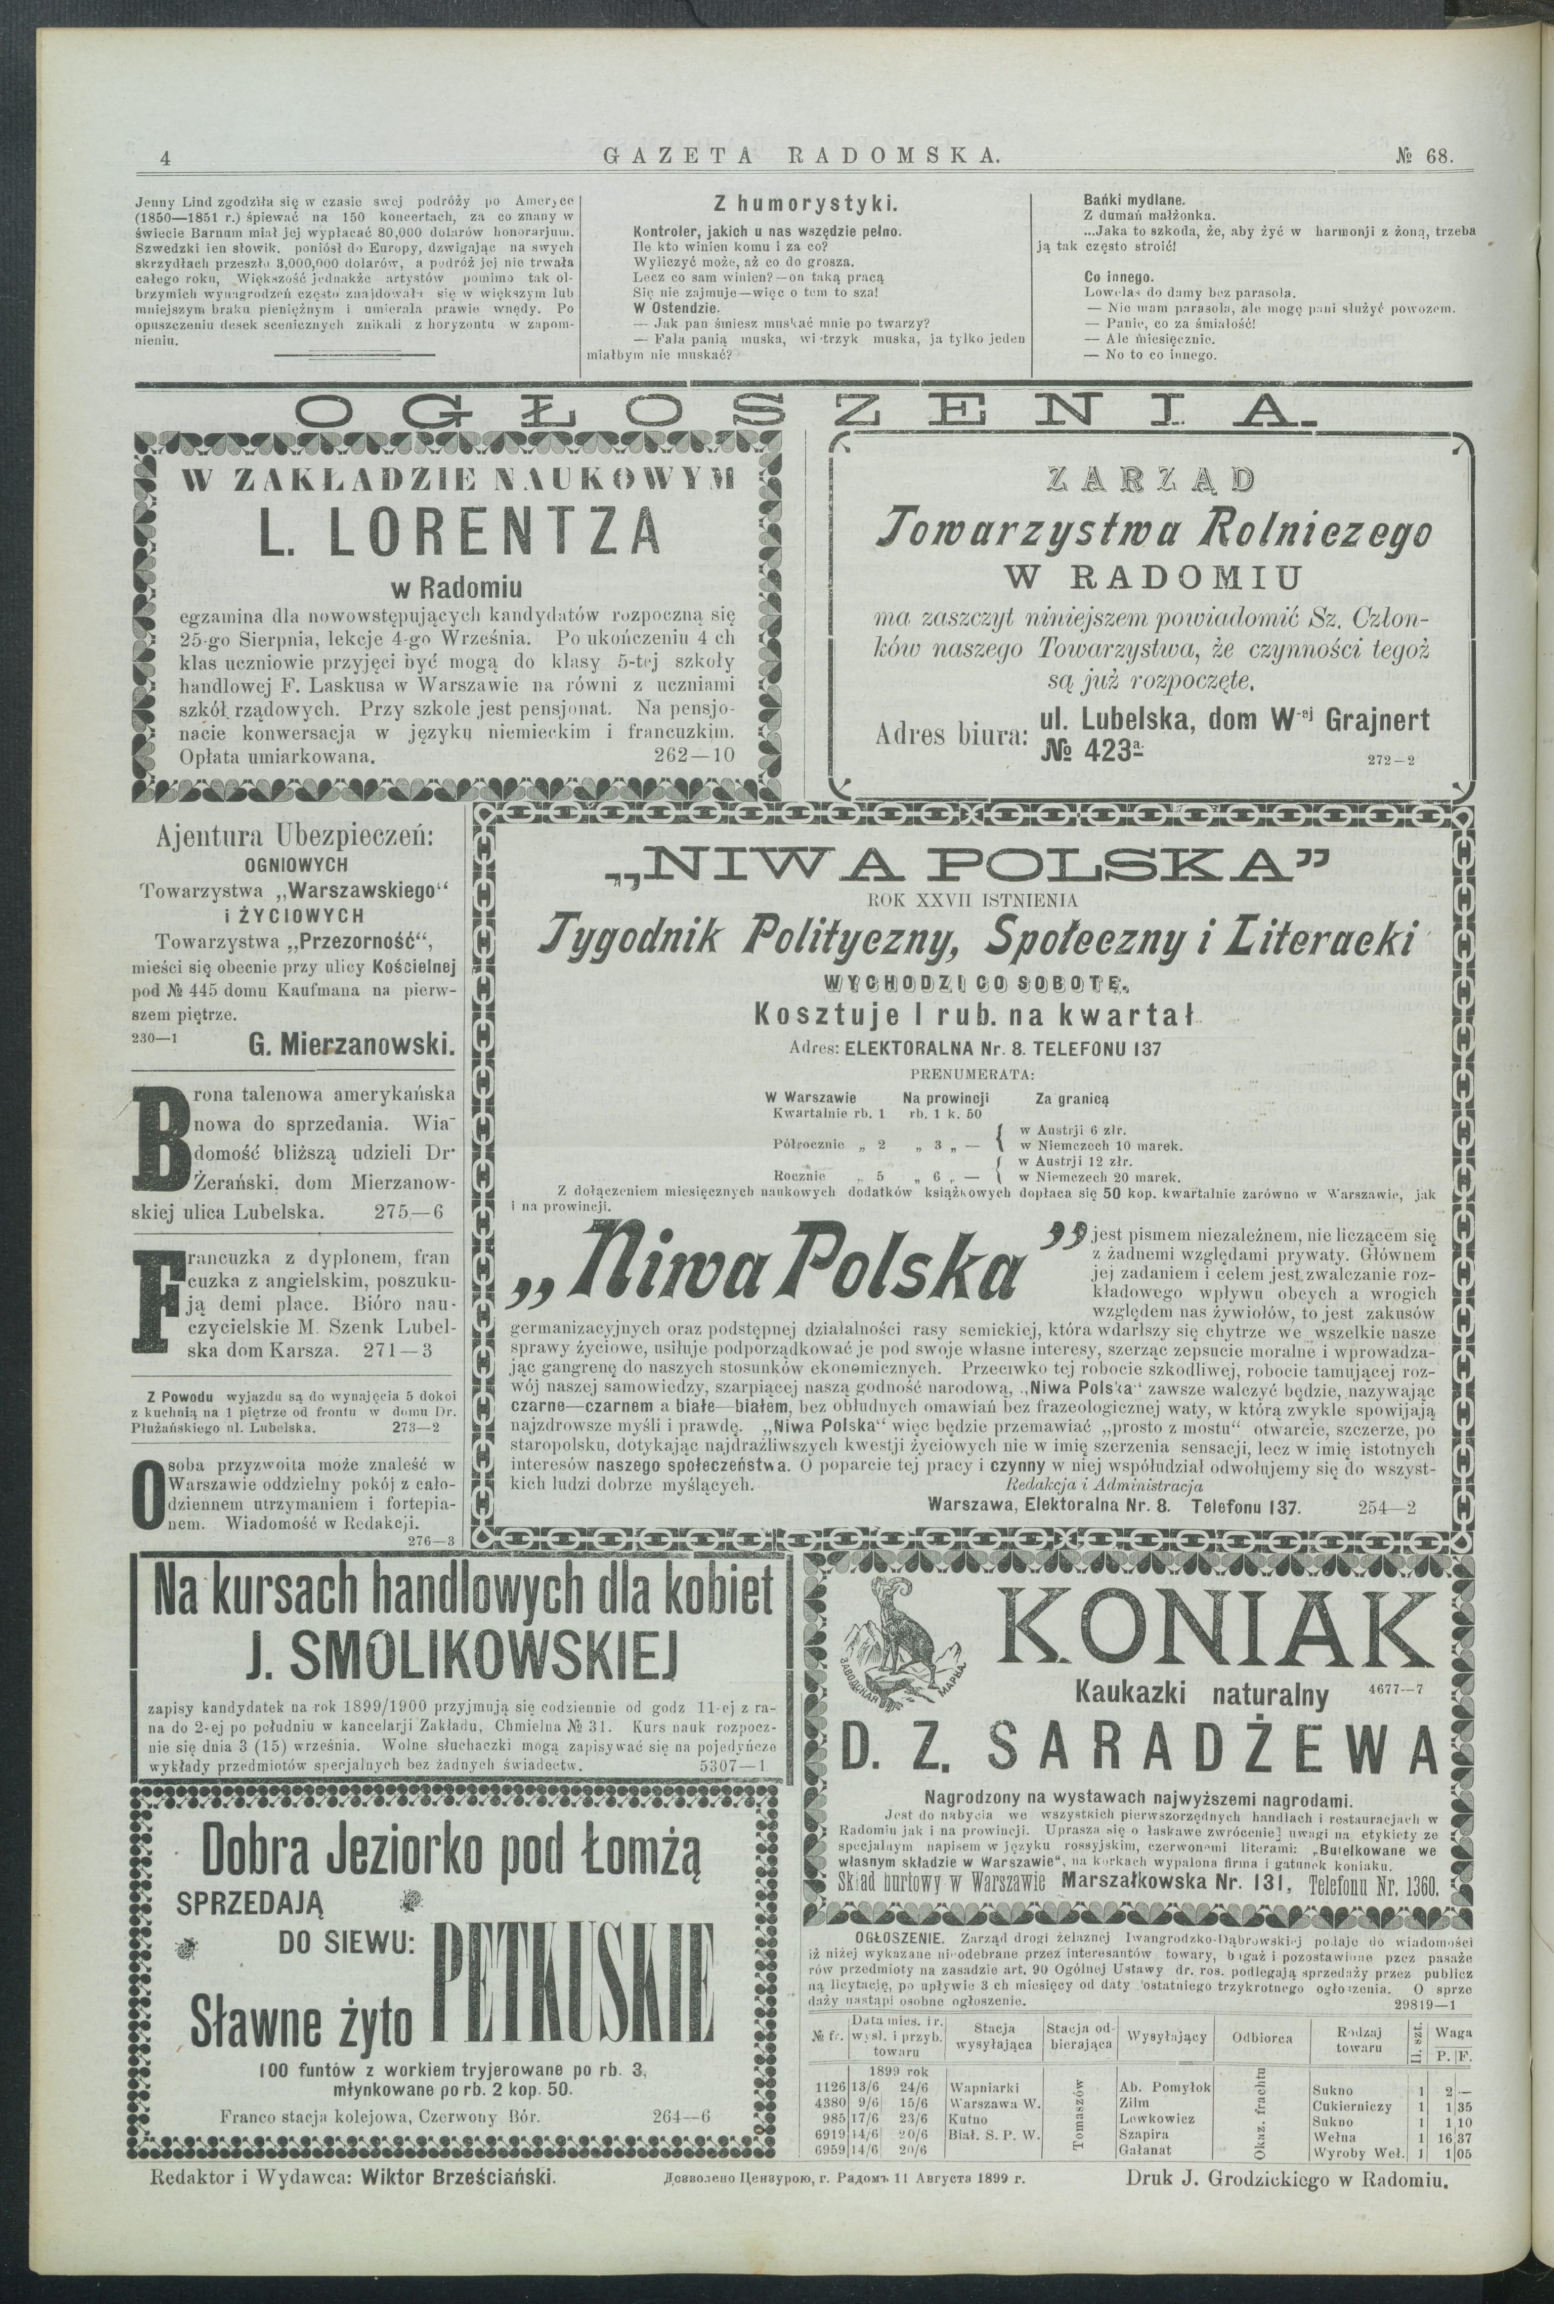 4
GAZETA RADOMSKA.
№ 68.
Jenny Lind zgodziła się w czasie swej podróży po Ameryce
(1850—1851 r.) śpiewać na 150 koncertach, za co znany w
świecie Barnum miał jej wypłacać 80,000 dolarów honorarjum.
Szwedzki ten słowik. poniósł do Europy, dzwigając na swych
skrzydłach przeszło 3,000,000 dolarów, a podróż jej nie trwała
całego roku, Większość jednakże artystów pomimo tak ol-
brzymich wynagrodzeń często znajdowała się w większym lub
mniejszym braku pieniężnym i umierała prawie w nędzy. Po
opuszczeniu desek scenicznych znikali z horyzontu w zapom-
nieniu.
Z humorystyki.
Kontroler, jakich u nas wszędzie pełno.
Ile kto winien komu i za co?
Wyliczyć może, aż co do grosza.
Lecz co sam winien?—on taką pracą
Się nie zajmuje—więc o tem to sza!
W Ostendzie.
— Jak pan śmiesz muskać mnie po twarzy?
— Fala panią muska, wietrzyk muska, ja tylko jeden
miałbym nie muskać?
Bańki mydlane.
Z dumań małżonka.
...Jaka to szkoda, że, aby żyć w harmonji z żoną, trzeba
ją tak często stroić!
Co innego.
Lowelas do damy bez parasola.
— Nie mam parasola, ale mogę pani służyć powozem.
— Panie, co za śmiałość!
— Ale miesięcznie.
— No to co innego.
OGŁOSZENIA.
W ZAKŁADZIE NAUKOWYM
L. LORENTZA
w Radomiu
egzamina dla nowowstępujących kandydatów rozpoczną się
25-go Sierpnia, lekcje 4-go Września. Po ukończeniu 4 ch
klas uczniowie przyjęci być mogą do klasy 5-tej szkoły
handlowej F. Laskusa w Warszawie na równi z uczniami
szkół rządowych. Przy szkole jest pensjonat. Na pensjo-
nacie konwersacja w języku niemieckim i francuzkim.
Opłata umiarkowana. 262—10
ZARZĄD
Towarzystwa Rolniczego
W RADOMIU
ma zaszczyt niniejszem powiadomić Sz. Człon-
ków naszego Towarzystwa, że czynności tegoż
są już rozpoczęte.
Adres biura: ul. Lubelska, dom W-ej Grajnert
№ 423a.
272—2
Ajentura Ubezpieczeń:
OGNIOWYCH
Towarzystwa „Warszawskiego“
i ŻYCIOWYCH
Towarzystwa „Przezorność“,
mieści się obecnie przy ulicy Kościelnej
pod № 445 domu Kaufmana na pierw-
szem piętrze.
230—1 G. Mierzanowski.
Brona talenowa amerykańska
nowa do sprzedania. Wia-
domość bliższą udzieli Dr.
Żerański, dom Mierzanow-
skiej ulica Lubelska. 275—6
Francuzka z dyplonem, fran
cuzka z angielskim, poszuku-
ją demi place. Bióro nau-
czycielskie M. Szenk Lubel-
ska dom Karsza. 271—3
Z Powodu wyjazdu są do wynajęcia 5 dokoi
z kuchnią na 1 piętrze od frontu w domu Dr.
Płużańskiego ul. Lubelska. 273—2
Osoba przyzwoita może znaleść w
Warszawie oddzielny pokój z cało-
dziennem utrzymaniem i fortepia-
nem. Wiadomość w Redakcji.
276—3
„NIWA POLSKA”
ROK XXVII ISTNIENIA
Tygodnik Polityczny, Społeczny i Literacki
WYCHODZI CO SOBOTĘ.
Kosztuje I rub. na kwartał
Adres: ELEKTORALNA Nr. 8. TELEFONU 137
PRENUMERATA:
W Warszawie Na prowincji Za granicą
Kwartalnie rb. 1 rb. 1 k. 50
w Austrji 6 złr.
Półrocznie „ 2 „ 3 „ — { w Niemczech 10 marek.
w Austrji 12 złr.
Rocznie „ 5 „ 6 „ — { w Niemczech 20 marek.
Z dołączeniem miesięcznych naukowych dodatków książkowych dopłaca się 50 kop. kwartalnie zarówno w Warszawie, jak
i na prowincji.
„Niwa Polska” jest pismem niezależnem, nie liczącem się
z żadnemi względami prywaty. Głównem
jej zadaniem i celem jest zwalczanie roz-
kładowego wpływu obcych a wrogich
względem nas żywiołów, to jest zakusów
germanizacyjnych oraz podstępnej działalności rasy semickiej, która wdarłszy się chytrze we wszelkie nasze
sprawy życiowe, usiłuje podporządkować je pod swoje własne interesy, szerząc zepsucie moralne i wprowadza-
jąc gangrenę do naszych stosunków ekonomicznych. Przeciwko tej robocie szkodliwej, robocie tamującej roz-
wój naszej samowiedzy, szarpiącej naszą godność narodową, „Niwa Polska“ zawsze walczyć będzie, nazywając
czarne—czarnem a białe—białem, bez obłudnych omawiań bez frazeologicznej waty, w którą zwykle spowijają
najzdrowsze myśli i prawdę. „Niwa Polska“ więc będzie przemawiać „prosto z mostu“ otwarcie, szczerze, po
staropolsku, dotykając najdrażliwszych kwestji życiowych nie w imię szerzenia sensacji, lecz w imię istotnych
interesów naszego społeczeństwa. O poparcie tej pracy i czynny w niej współudział odwołujemy się do wszyst-
kich ludzi dobrze myślących. Redakcja i Administracja
Warszawa, Elektoralna Nr. 8. Telefonu 137. 254—2
Na kursach handlowych dla kobiet
J. SMOLIKOWSKIEJ
zapisy kandydatek na rok 1899/1900 przyjmują się codziennie od godz 11-ej z ra-
na do 2-ej po południu w kancelarji Zakładu, Chmielna № 31. Kurs nauk rozpocz-
nie się dnia 3 (15) września. Wolne słuchaczki mogą zapisywać się na pojedyńcze
wykłady przedmiotów specjalnych bez żadnych świadectw. 5307—1
Dobra Jeziorko pod Łomżą
SPRZEDAJĄ
DO SIEWU:
Sławne żyto PETKUSKIE
100 funtów z workiem tryjerowane po rb. 3,
młynkowane po rb. 2 kop. 50.
Franco stacja kolejowa, Czerwony Bór. 264—6
ЗАВОДСКАЯ МАРКА
KONIAK
Kaukazki naturalny 4677—7
D. Z. SARADŻEWA
Nagrodzony na wystawach najwyższemi nagrodami.
Jest do nabycia we wszystkich pierwszorzędnych handlach i restauracjach w
Radomiu jak i na prowincji. Uprasza się o łaskawe zwrócenie] uwagi na etykiety ze
specjalnym napisem w języku rossyjskim, czerwonemi literami: „Butelkowane we
własnym składzie w Warszawie“, na korkach wypalona firma i gatunek koniaku.
Skład hurtowy w Warszawie Marszałkowska Nr. 131, Telefonu Nr. 1360.
OGŁOSZENIE. Zarząd drogi żelaznej Iwangrodzko-Dąbrowskiej podaje do wiadomości
iż niżej wykazane nieodebrane przez interesantów towary, bagaż i pozostawione pzez pasaże
rów przedmioty na zasadzie art. 90 Ogólnej Ustawy dr. ros. podlegają sprzedaży przez publicz
ną licytację, po upływie 3 ch miesięcy od daty ostatniego trzykrotnego ogłoszenia. O sprze
daży nastąpi osobne ogłoszenie. 29819—1
№ fr. Data mies. i r. wysł. i przyb. towaru Stacja wysyłająca Stacja od-bierająca Wysyłający Odbiorca Rodzaj towaru Il. szt. Waga P. F.
1899 rok
1126 13/6 24/6 Wapniarki Tomaszów Ab. Pomyłok Okaz. frachtu Sukno 1 2 —
4380 9/6 15/6 Warszawa W. Zilm Cukierniczy 1 1 35
985 17/6 23/6 Kutno Lewkowicz Sukno 1 1 10
6919 14/6 20/6 Biał. S. P. W. Szapira Wełna 1 16 37
6959 14/6 20/6 Gałanat Wyroby Weł. 1 1 05
Redaktor i Wydawca: Wiktor Brześciański.
Дозволено Цензурою, г. Радомъ 11 Августа 1899 г.
Druk J. Grodzickiego w Radomiu.